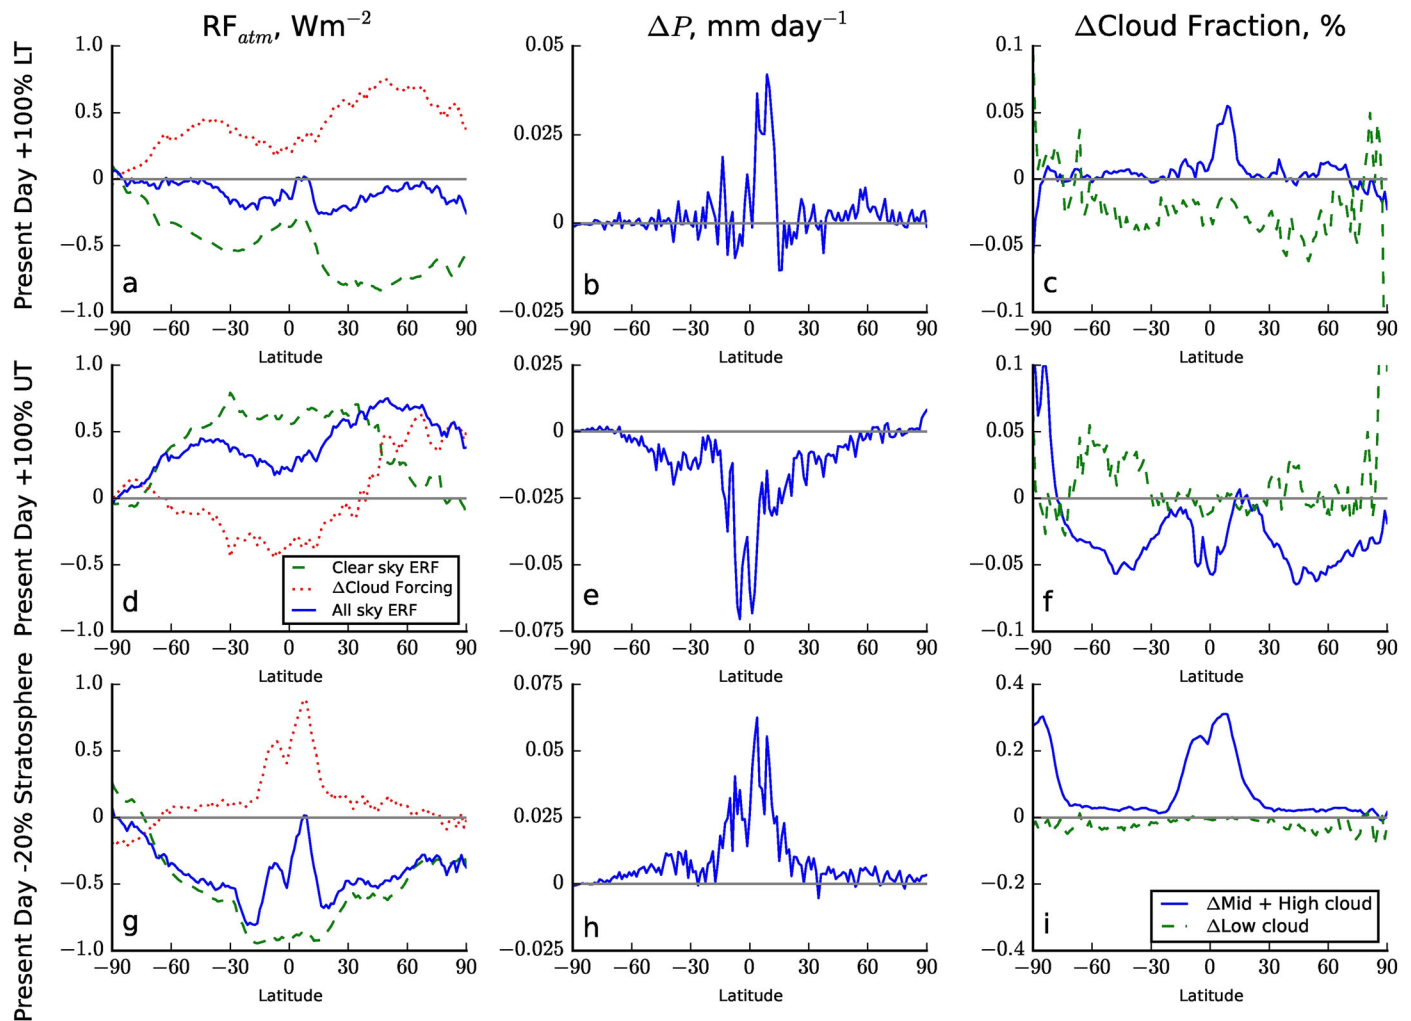 RF_atm, Wm⁻²
ΔP, mm day⁻¹
ΔCloud Fraction, %
Present Day +100% LT
1.0
0.5
0
−0.5
−1.0
a
−90 −60 −30 0 30 60 90
Latitude
0.05
0.025
0
−0.025
b
−90 −60 −30 0 30 60 90
Latitude
0.1
0.05
0
−0.05
−0.1
c
−90 −60 −30 0 30 60 90
Latitude
Present Day +100% UT
1.0
0.5
0
−0.5
−1.0
d
Clear sky ERF
ΔCloud Forcing
All sky ERF
−90 −60 −30 0 30 60 90
Latitude
0.025
0
−0.025
−0.05
−0.075
e
−90 −60 −30 0 30 60 90
Latitude
0.1
0.05
0
−0.05
−0.1
f
−90 −60 −30 0 30 60 90
Latitude
Present Day -20% Stratosphere
1.0
0.5
0
−0.5
−1.0
g
−90 −60 −30 0 30 60 90
Latitude
0.075
0.05
0.025
0
−0.025
h
−90 −60 −30 0 30 60 90
Latitude
0.4
0.2
0
−0.2
−0.4
i
ΔMid + High cloud
ΔLow cloud
−90 −60 −30 0 30 60 90
Latitude